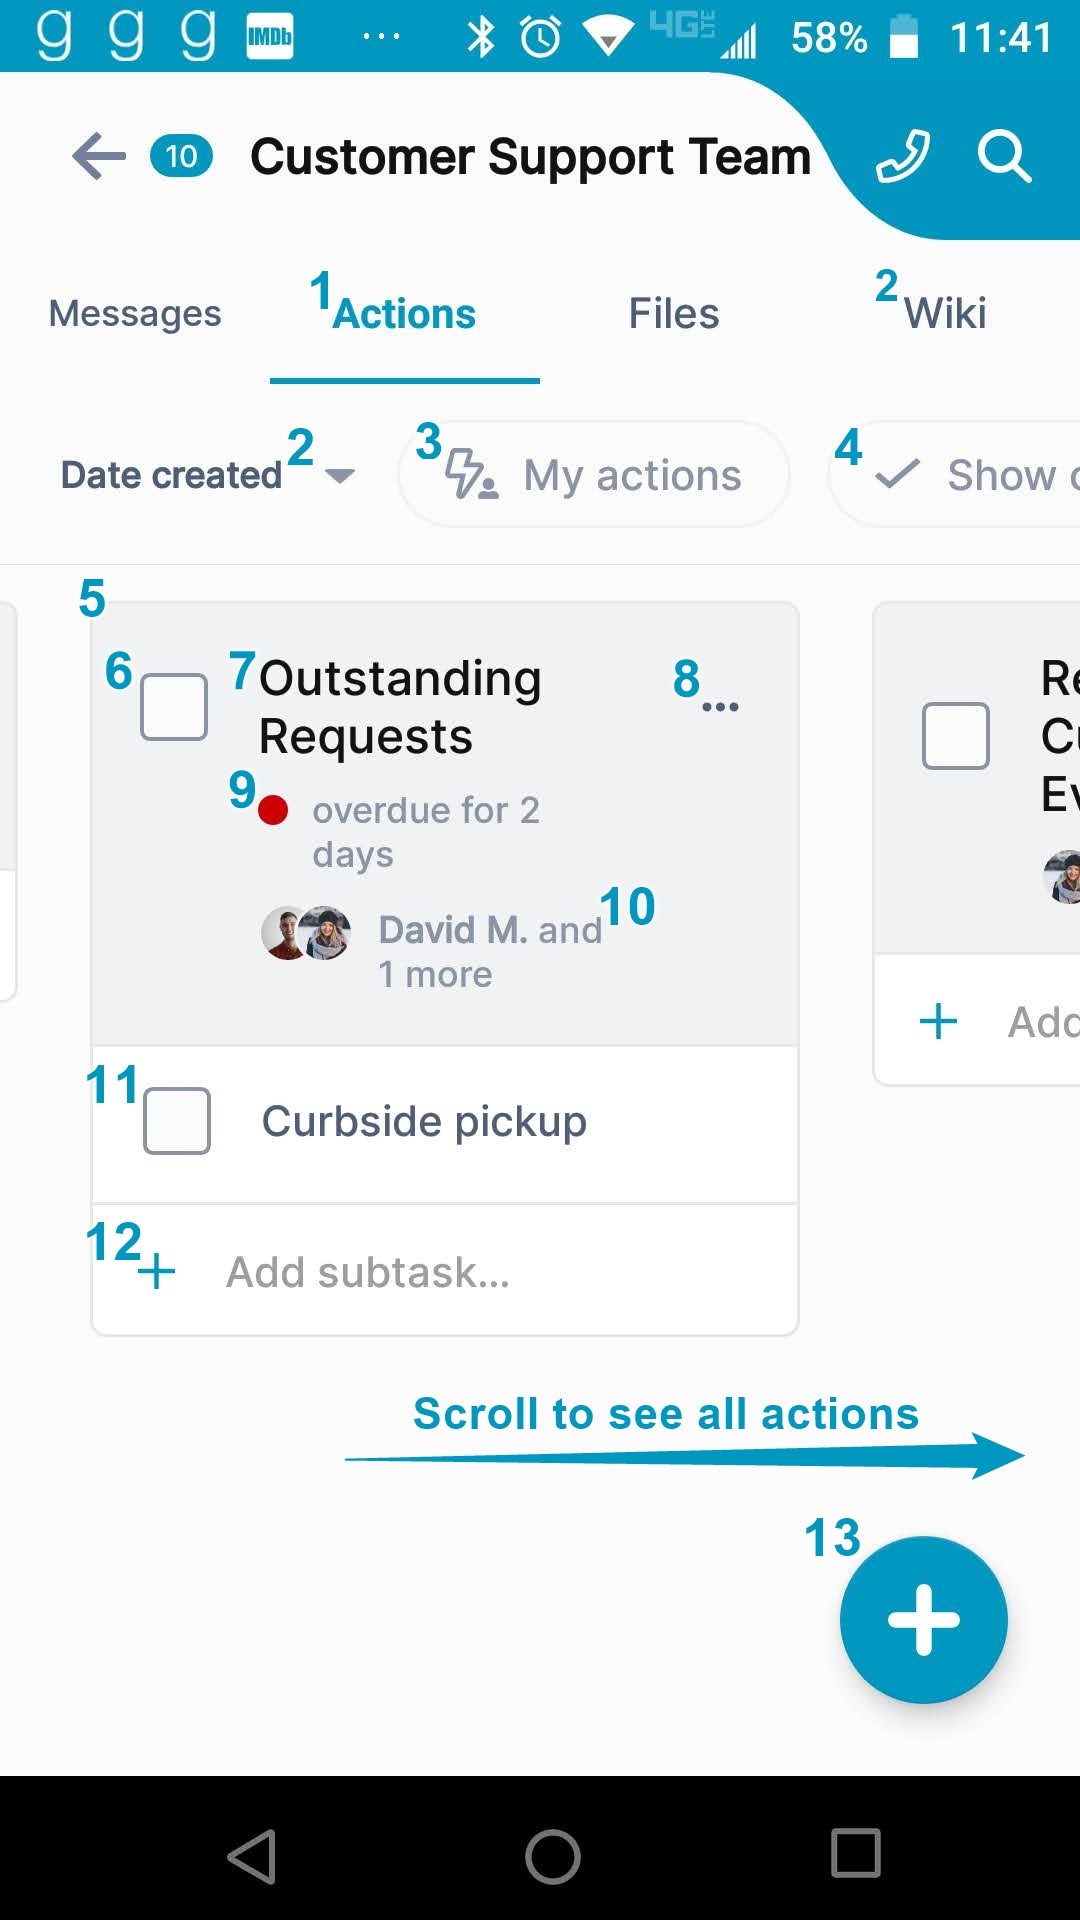 g g g IMDb ... 4G LTE 58% 11:41
10 Customer Support Team
Messages 1 Actions Files 2 Wiki
Date created 2 3 My actions 4 Show
5
6 7 Outstanding 8
Requests
9 overdue for 2
days
David M. and 10
1 more
Re
Cu
Ev
Add
11 Curbside pickup
12 + Add subtask...
Scroll to see all actions
13